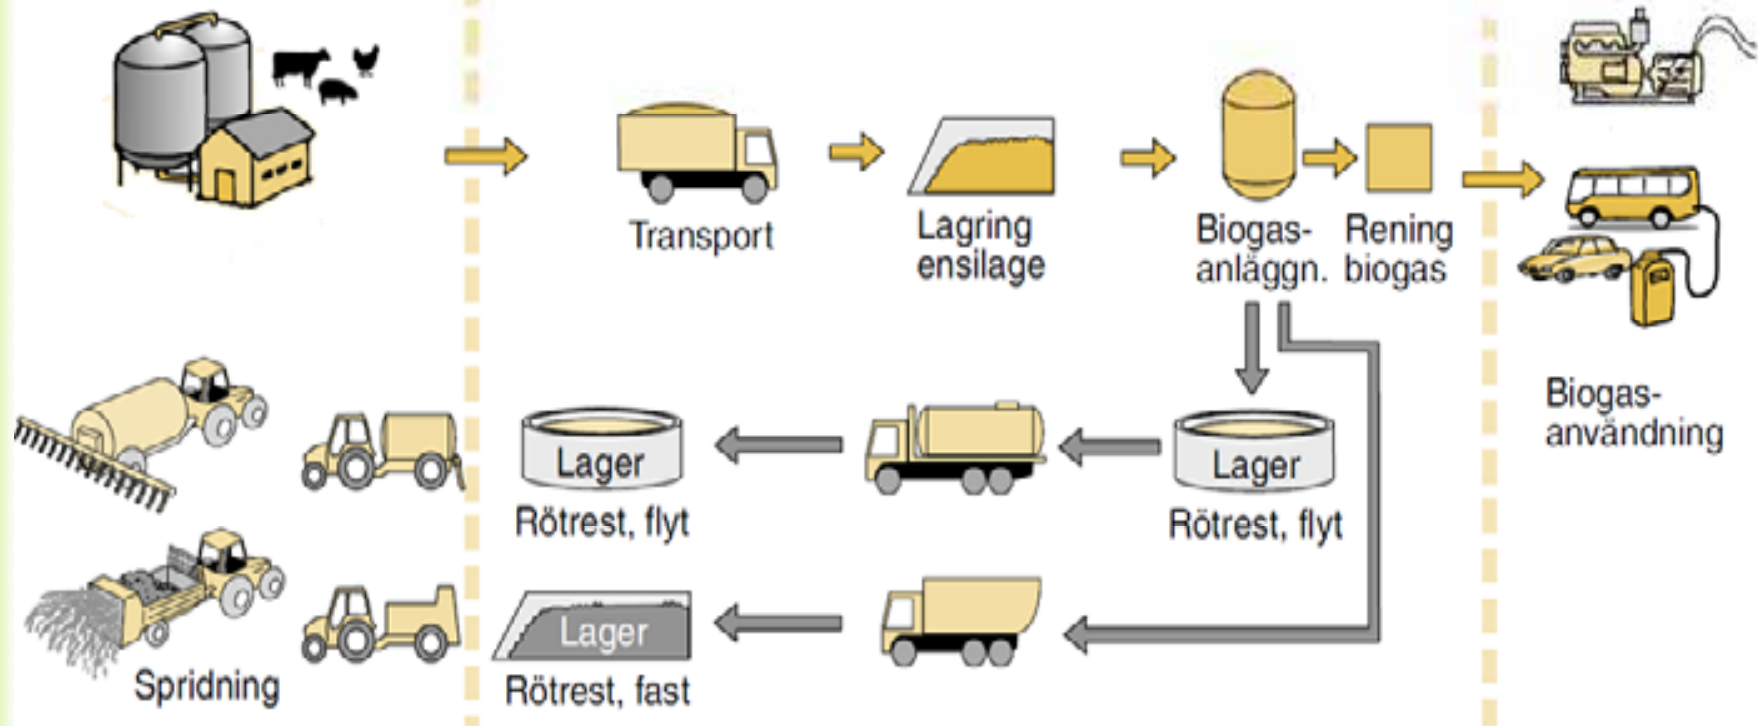 Transport
Lagring
ensilage
Biogas-
anläggn.
Rening
biogas
Biogas-
användning
Lager
Rötrest, flyt
Lager
Rötrest, flyt
Lager
Rötrest, fast
Spridning